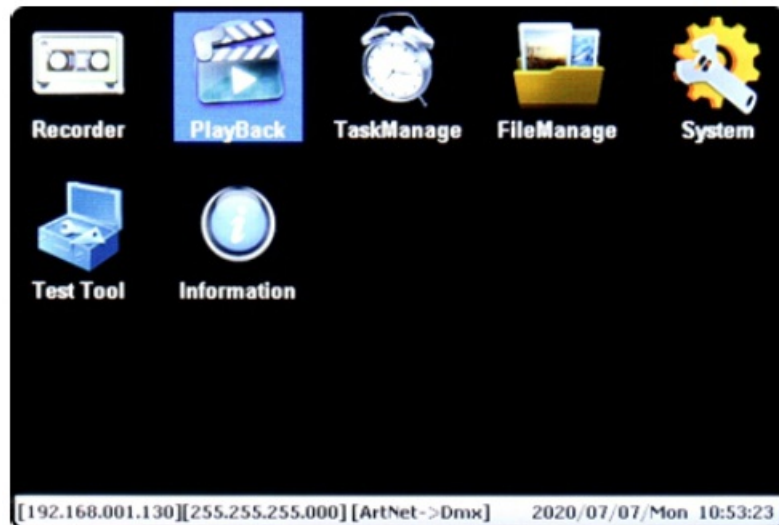 Recorder PlayBack TaskManage FileManage System
Test Tool Information
[192.168.001.130][255.255.255.000] [ArtNet->Dmx] 2020/07/07/Mon 10:53:23